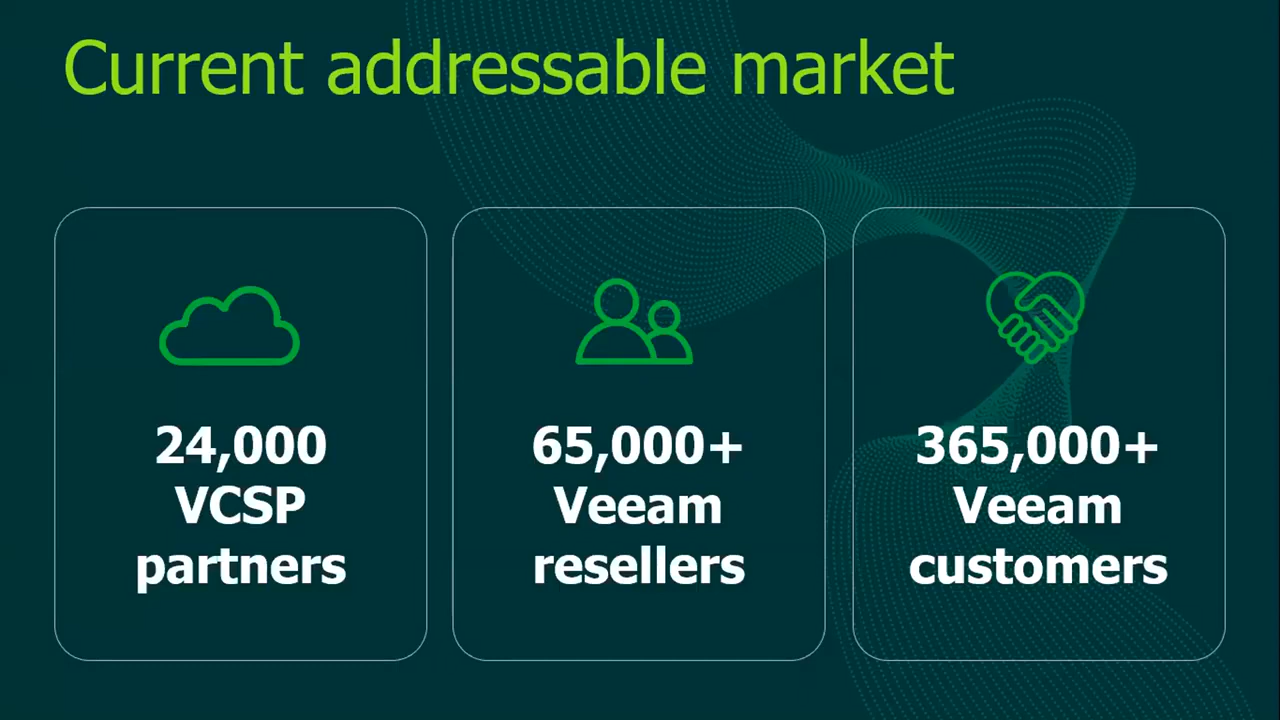 Current addressable market
24,000
VCSP
partners
65,000+
Veeam
resellers
365,000+
Veeam
customers